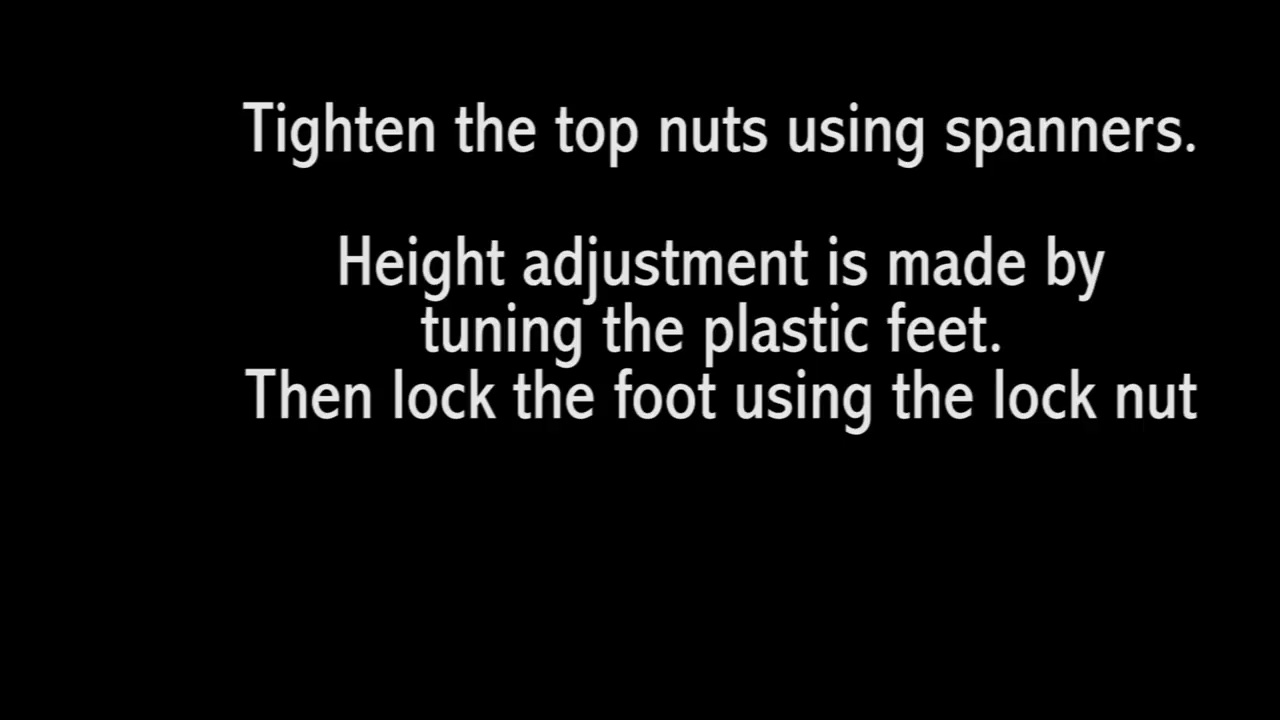 Tighten the top nuts using spanners.
Height adjustment is made by
tuning the plastic feet.
Then lock the foot using the lock nut